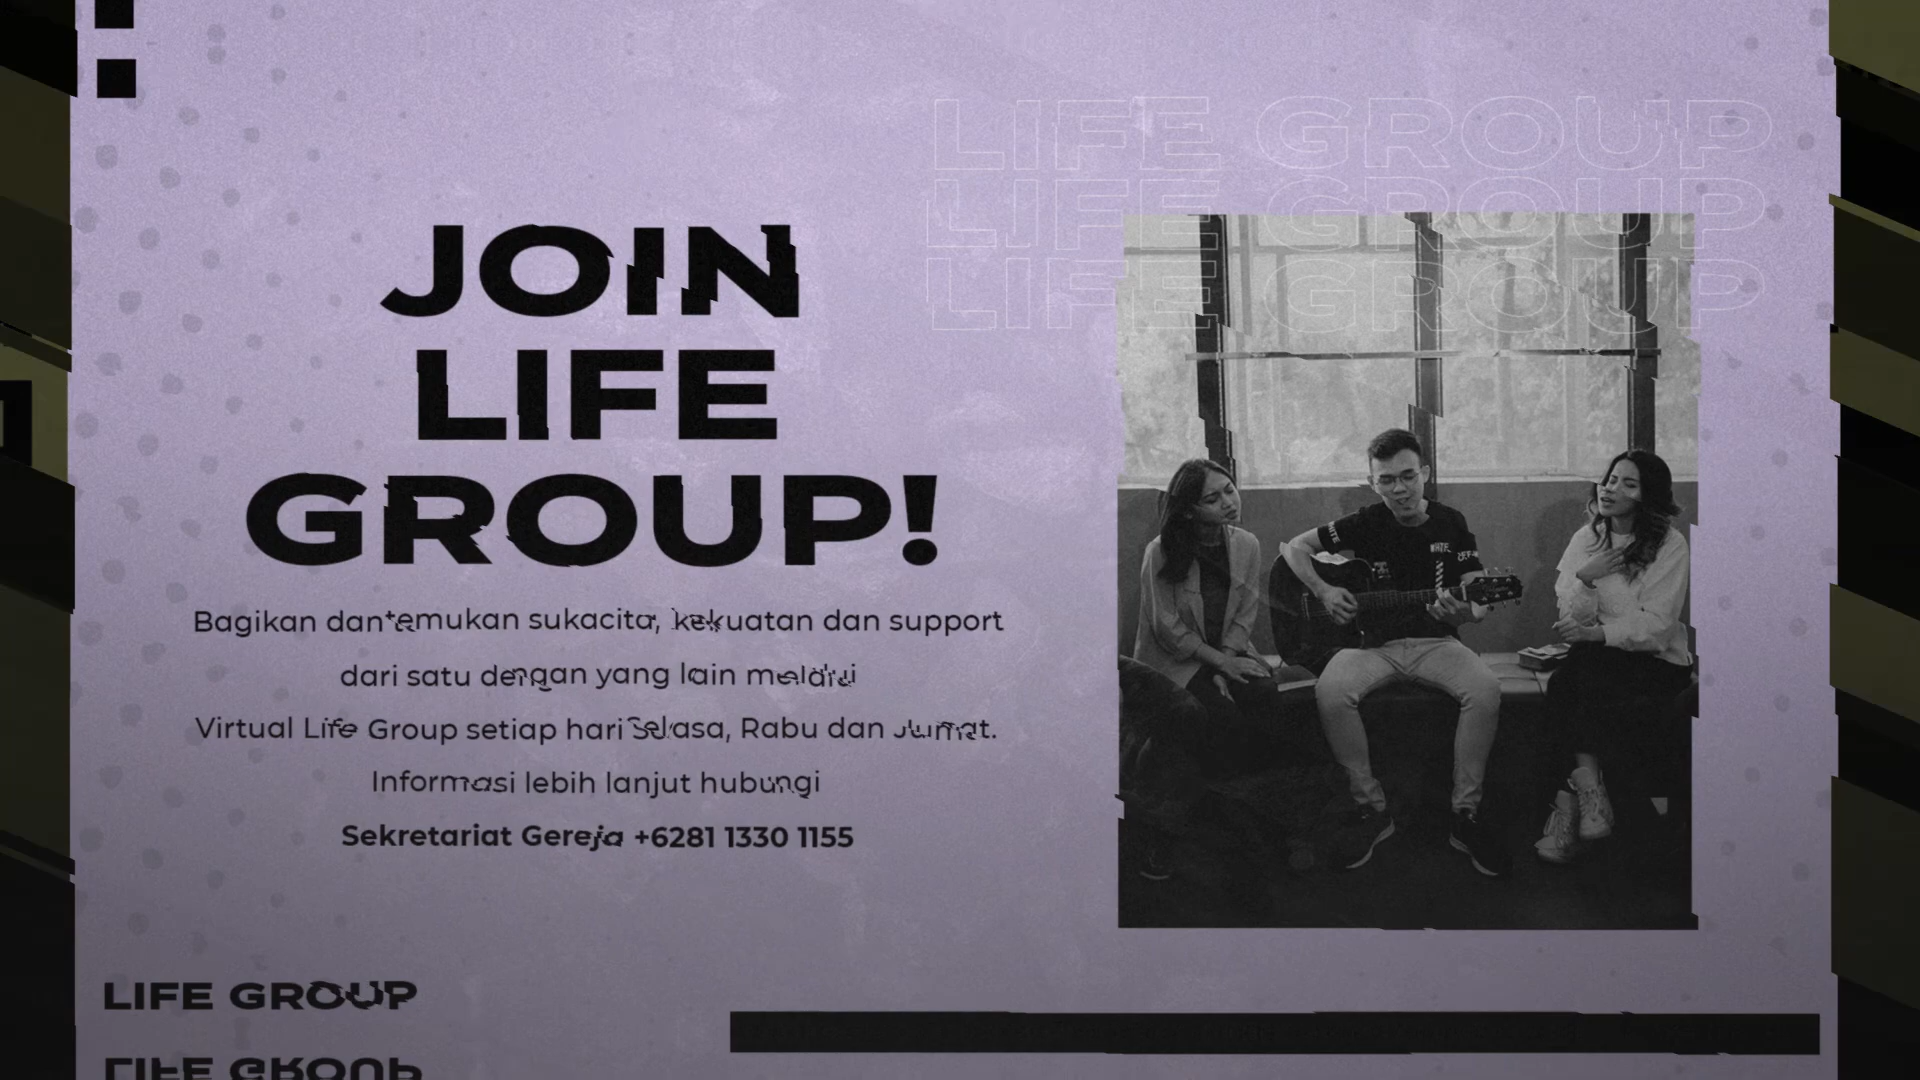 LIFE GROUP
LIFE GROUP
LIFE GROUP
JOIN
LIFE
GROUP!
Bagikan dan temukan sukacita, kekuatan dan support
dari satu dengan yang lain melalui
Virtual Life Group setiap hari Selasa, Rabu dan Jumat.
Informasi lebih lanjut hubungi
Sekretariat Gereja +6281 1330 1155
LIFE GROUP
LIFE GROUP